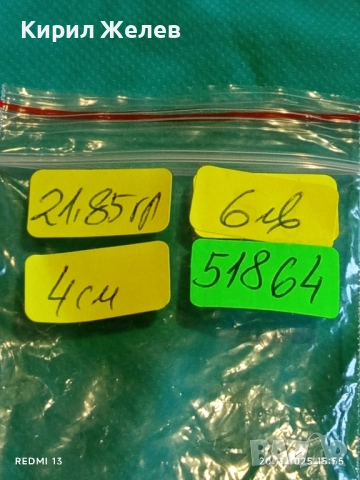 Кирил Желев
21,85гр
6лв
4см
51864
REDMI 13